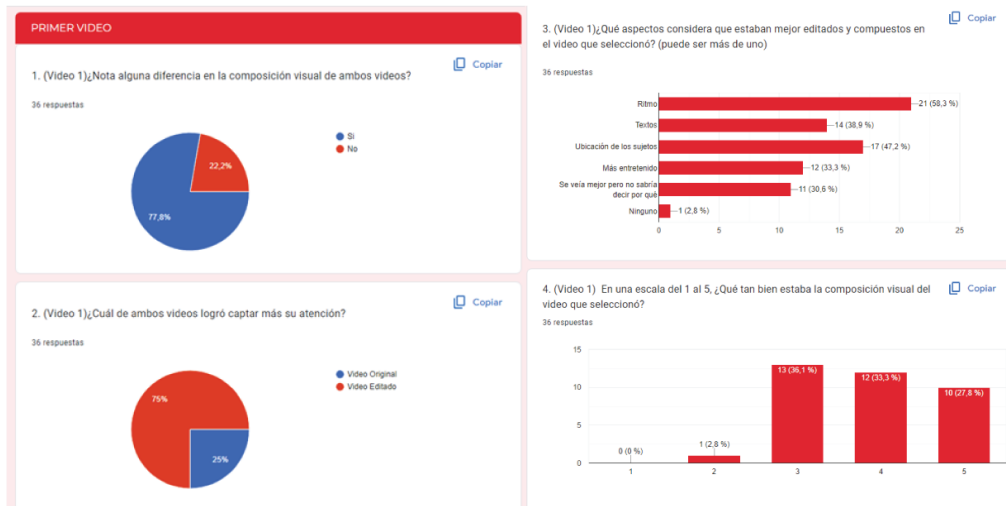 PRIMER VIDEO
Copiar
1. (Video 1)¿Nota alguna diferencia en la composición visual de ambos videos?
36 respuestas
Si
No
22,2%
77,8%
Copiar
2. (Video 1)¿Cuál de ambos videos logró captar más su atención?
36 respuestas
Video Original
Video Editado
75%
25%
Copiar
3. (Video 1)¿Qué aspectos considera que estaban mejor editados y compuestos en
el video que seleccionó? (puede ser más de uno)
36 respuestas
Ritmo
21 (58,3 %)
Textos
14 (38,9 %)
Ubicación de los sujetos
17 (47,2 %)
Más entretenido
12 (33,3 %)
Se veía mejor pero no sabría
decir por qué
11 (30,6 %)
Ninguno
1 (2,8 %)
0 5 10 15 20 25
Copiar
4. (Video 1) En una escala del 1 al 5, ¿Qué tan bien estaba la composición visual del
video que seleccionó?
36 respuestas
15
10
5
0
0 (0 %)
1 (2,8 %)
13 (36,1 %)
12 (33,3 %)
10 (27,8 %)
1 2 3 4 5